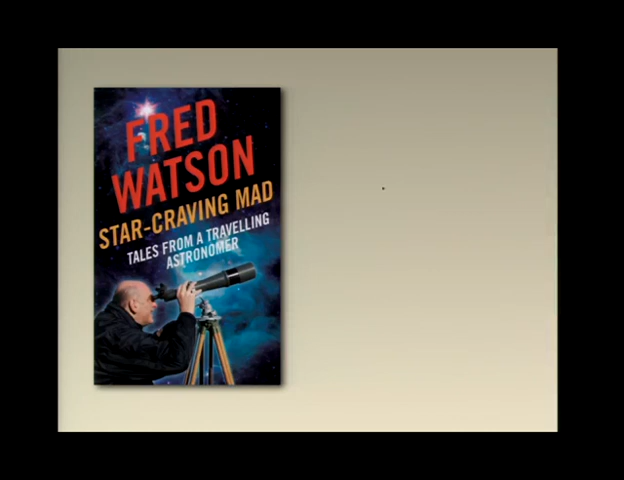 FRED
WATSON
STAR-CRAVING MAD
TALES FROM A TRAVELLING
ASTRONOMER